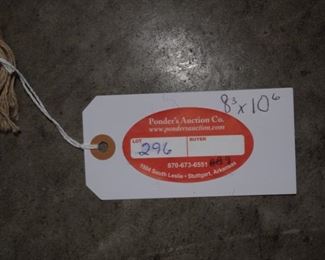 8³ x 10⁶
Ponder's Auction Co.
www.pondersauction.com
LOT
BUYER
296
870-673-6551
1504 South Leslie • Stuttgart, Arkansas